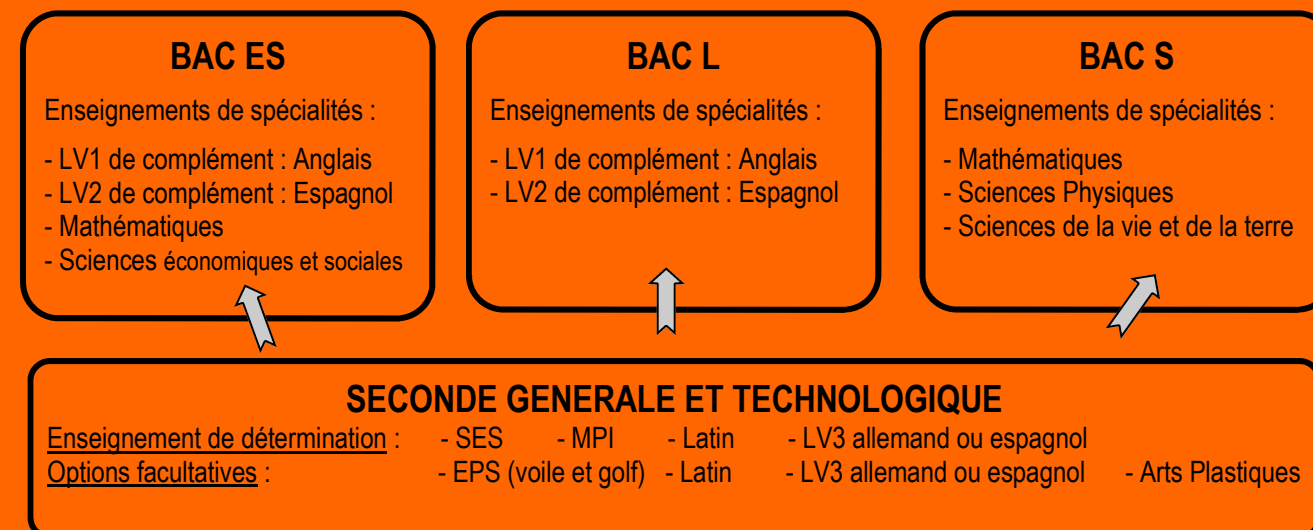 BAC ES
Enseignements de spécialités :
- LV1 de complément : Anglais
- LV2 de complément : Espagnol
- Mathématiques
- Sciences économiques et sociales
BAC L
Enseignements de spécialités :
- LV1 de complément : Anglais
- LV2 de complément : Espagnol
BAC S
Enseignements de spécialités :
- Mathématiques
- Sciences Physiques
- Sciences de la vie et de la terre
SECONDE GENERALE ET TECHNOLOGIQUE
Enseignement de détermination : - SES - MPI - Latin - LV3 allemand ou espagnol
Options facultatives : - EPS (voile et golf) - Latin - LV3 allemand ou espagnol - Arts Plastiques